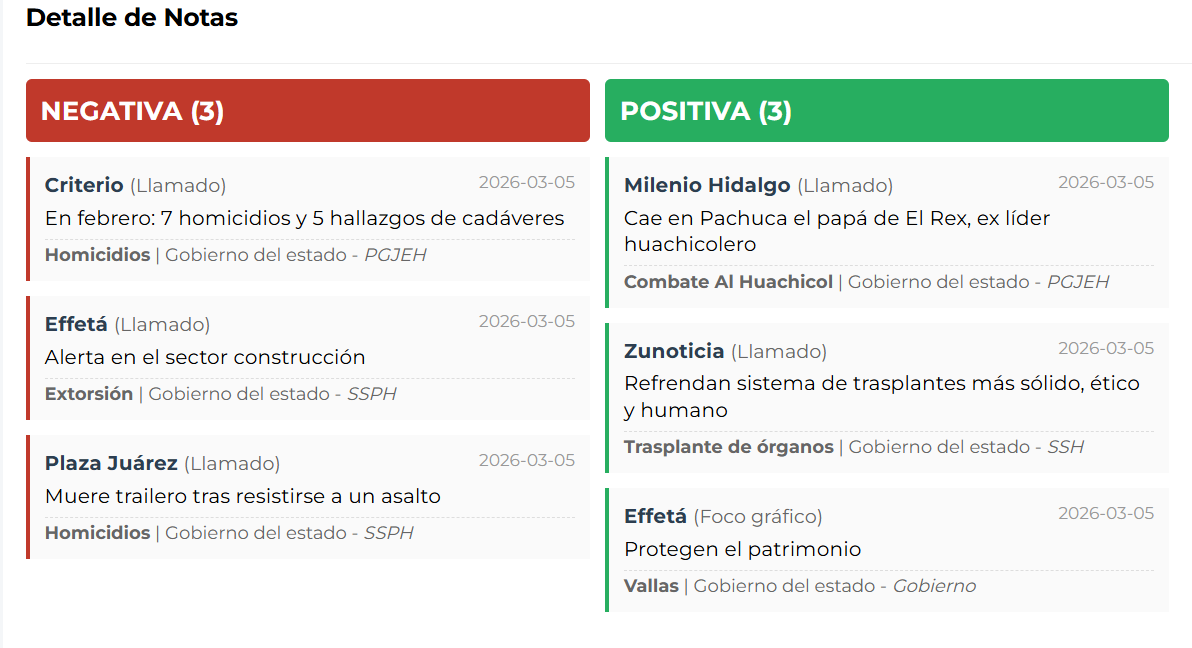 Detalle de Notas
NEGATIVA (3)
Criterio (Llamado) 2026-03-05
En febrero: 7 homicidios y 5 hallazgos de cadáveres
Homicidios | Gobierno del estado - PGJEH
Effetá (Llamado) 2026-03-05
Alerta en el sector construcción
Extorsión | Gobierno del estado - SSPH
Plaza Juárez (Llamado) 2026-03-05
Muere trailero tras resistirse a un asalto
Homicidios | Gobierno del estado - SSPH
POSITIVA (3)
Milenio Hidalgo (Llamado) 2026-03-05
Cae en Pachuca el papá de El Rex, ex líder
huachicolero
Combate Al Huachicol | Gobierno del estado - PGJEH
Zunoticia (Llamado) 2026-03-05
Refrendan sistema de trasplantes más sólido, ético
y humano
Trasplante de órganos | Gobierno del estado - SSH
Effetá (Foco gráfico) 2026-03-05
Protegen el patrimonio
Vallas | Gobierno del estado - Gobierno